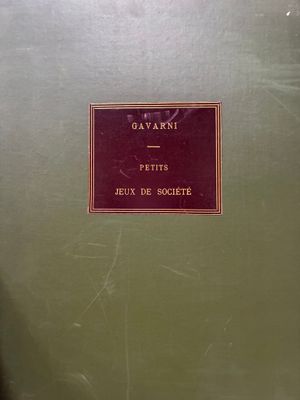 GAVARNI
PETITS
JEUX DE SOCIÉTÉ